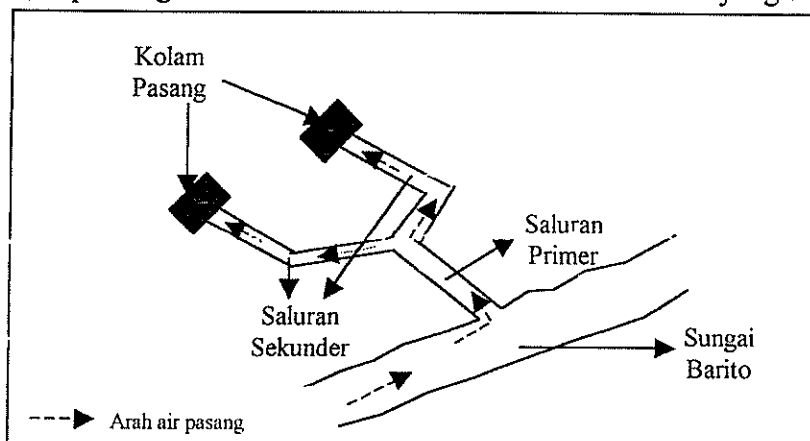 Kolam
Pasang
Saluran
Primer
Saluran
Sekunder
Sungai
Barito
Arah air pasang